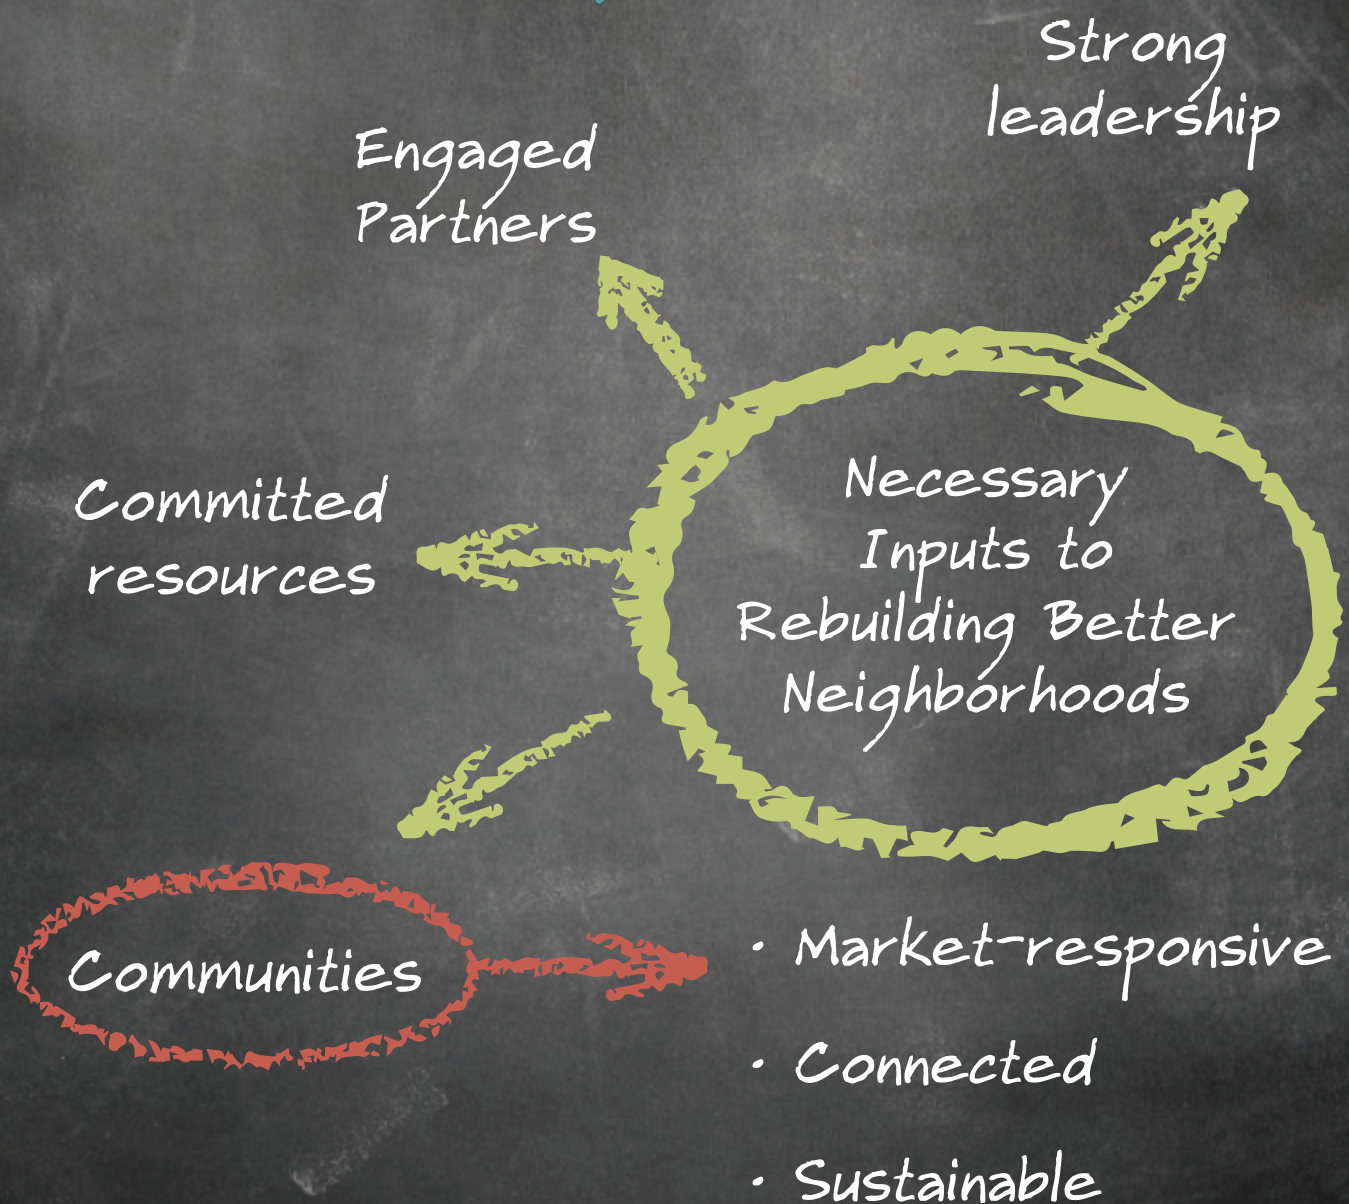 Strong
leadership
Engaged
Partners
Committed
resources
Necessary
Inputs to
Rebuilding Better
Neighborhoods
Communities
· Market-responsive
· Connected
· Sustainable